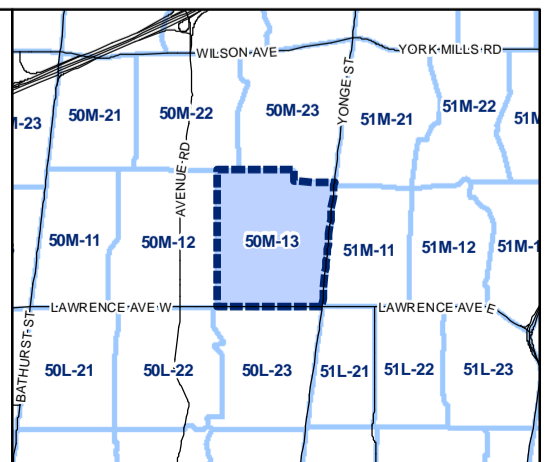 WILSON AVE
YORK MILLS RD
YONGE ST
50M-21
50M-22
50M-23
51M-21
51M-22
AVENUE RD
50M-11
50M-12
50M-13
51M-11
51M-12
LAWRENCE AVE W
LAWRENCE AVE E
BATHURST ST
50L-21
50L-22
50L-23
51L-21
51L-22
51L-23